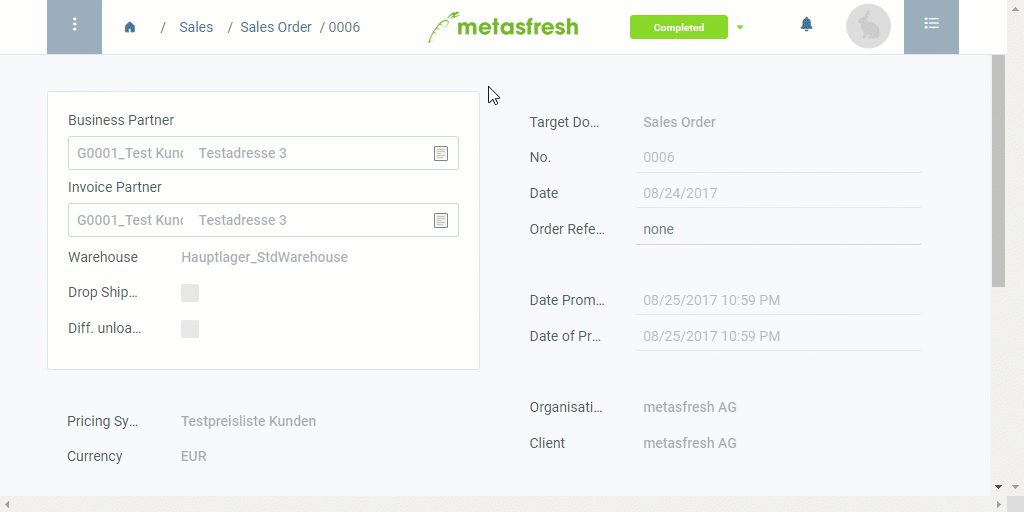 / Sales / Sales Order / 0006
metasfresh
Completed
Business Partner
G0001_Test Kund Testadresse 3
Invoice Partner
G0001_Test Kund Testadresse 3
Warehouse Hauptlager_StdWarehouse
Drop Ship...
Diff. unloa...
Pricing Sy... Testpreisliste Kunden
Currency EUR
Target Do... Sales Order
No. 0006
Date 08/24/2017
Order Refe... none
Date Prom... 08/25/2017 10:59 PM
Date of Pr... 08/25/2017 10:59 PM
Organisati... metasfresh AG
Client metasfresh AG